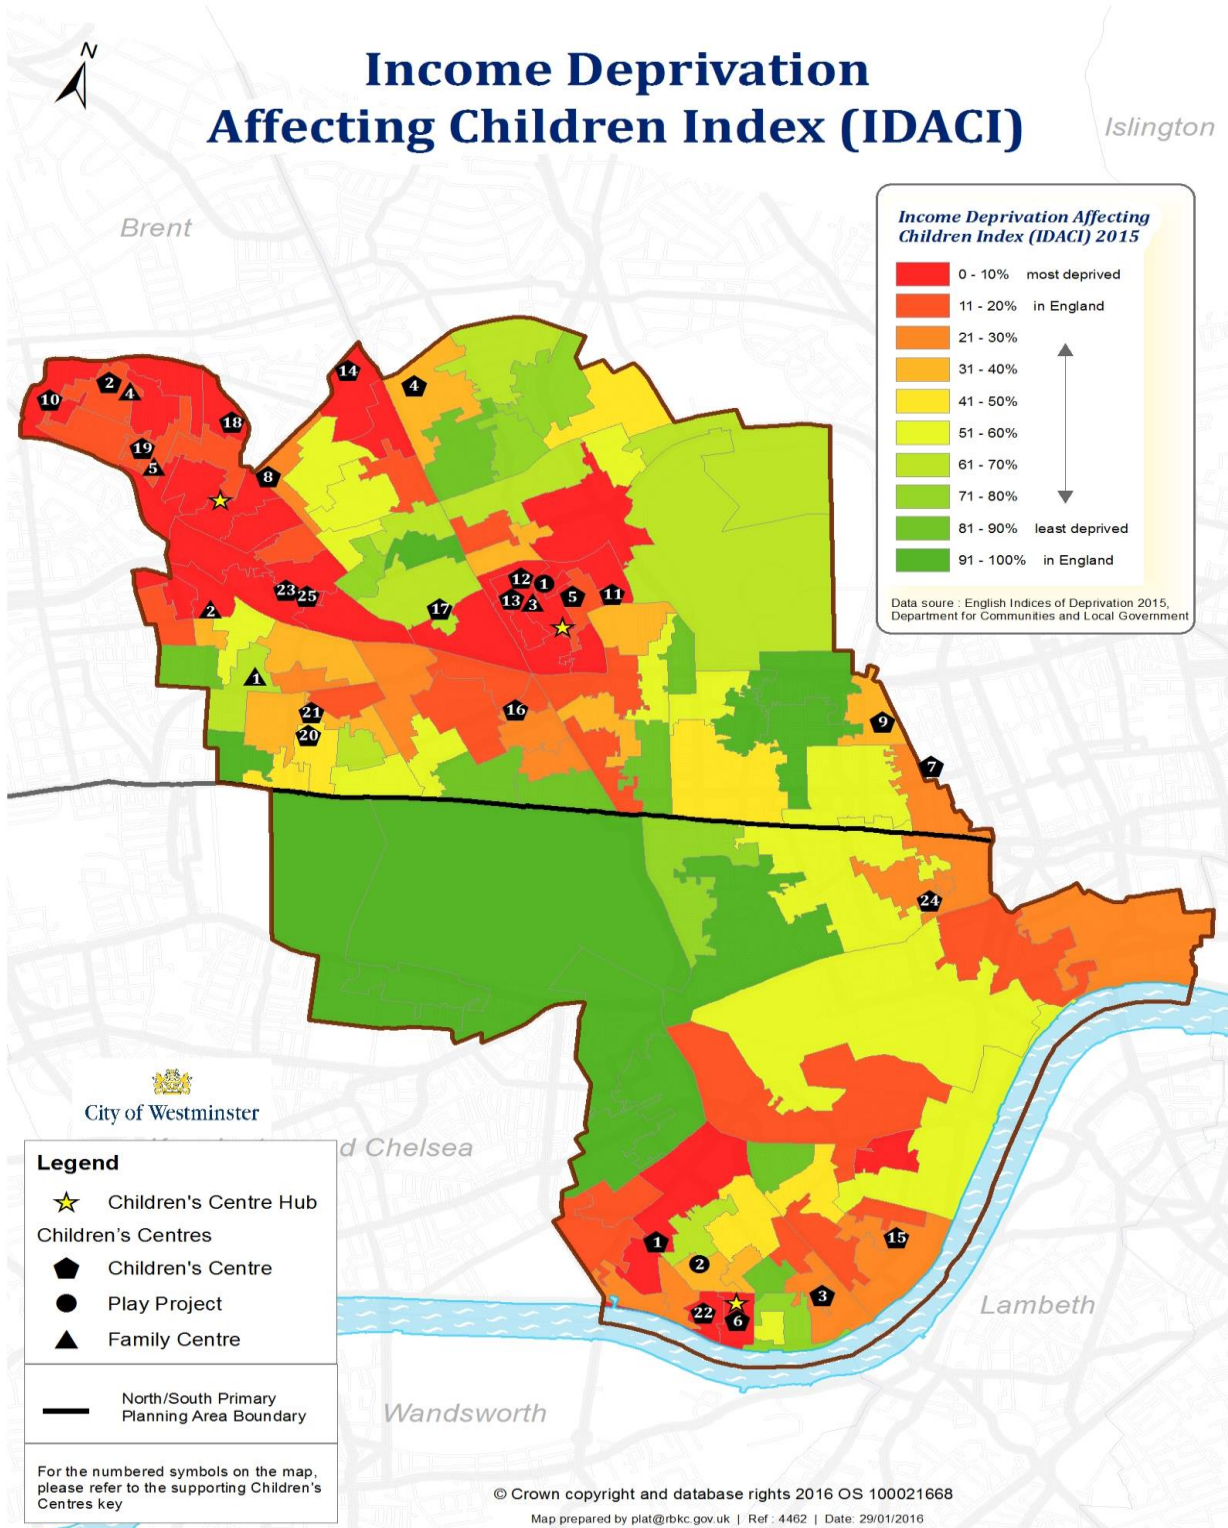 N
Income Deprivation
Affecting Children Index (IDACI)
Islington
Brent
Income Deprivation Affecting
Children Index (IDACI) 2015
0 - 10% most deprived
11 - 20% in England
21 - 30%
31 - 40%
41 - 50%
51 - 60%
61 - 70%
71 - 80%
81 - 90% least deprived
91 - 100% in England
Data soure : English Indices of Deprivation 2015,
Department for Communities and Local Government
14
4
2
4
10
18
19
5
8
12
1
23
25
13
3
5
11
2
17
1
21
16
20
9
7
24
City of Westminster
d Chelsea
Legend
Children's Centre Hub
Children's Centres
Children's Centre
Play Project
Family Centre
North/South Primary
Planning Area Boundary
For the numbered symbols on the map,
please refer to the supporting Children's
Centres key
1
15
2
3
22
6
Lambeth
Wandsworth
© Crown copyright and database rights 2016 OS 100021668
Map prepared by plat@rbkc.gov.uk | Ref : 4462 | Date: 29/01/2016